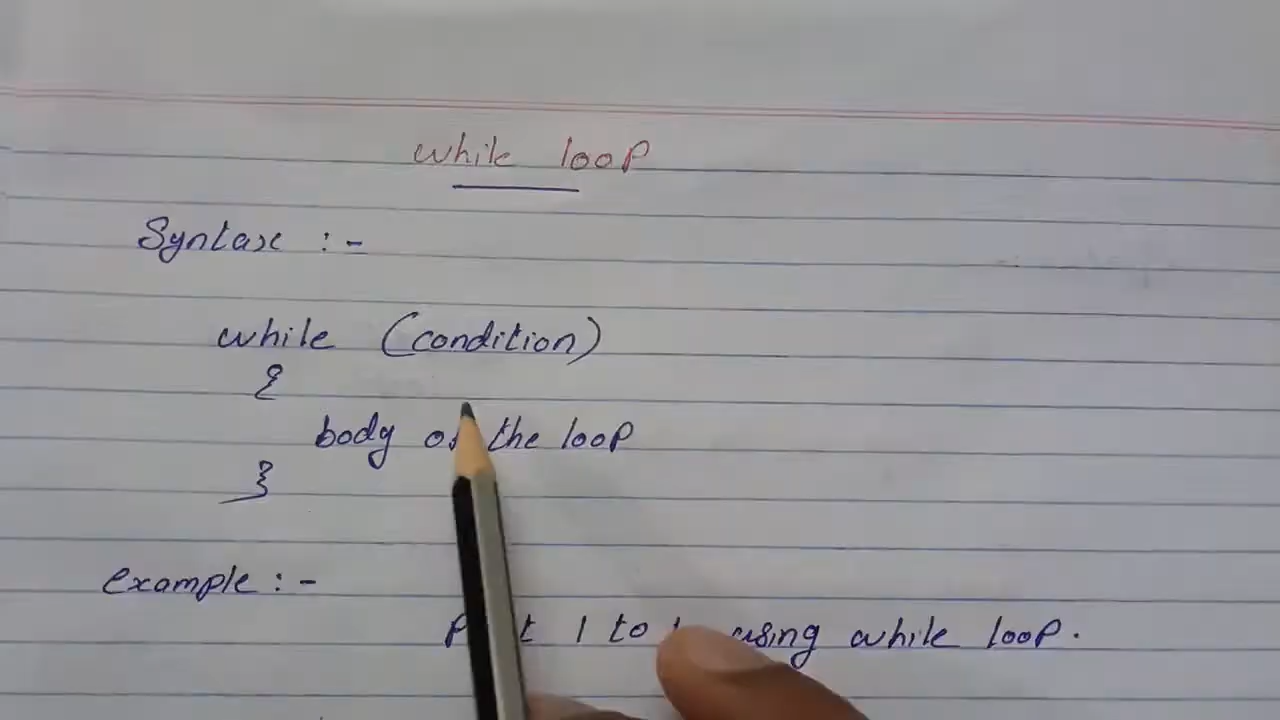 while loop
Syntax :-
while (condition)
{
body the loop
}
example :-
1 to using while loop.